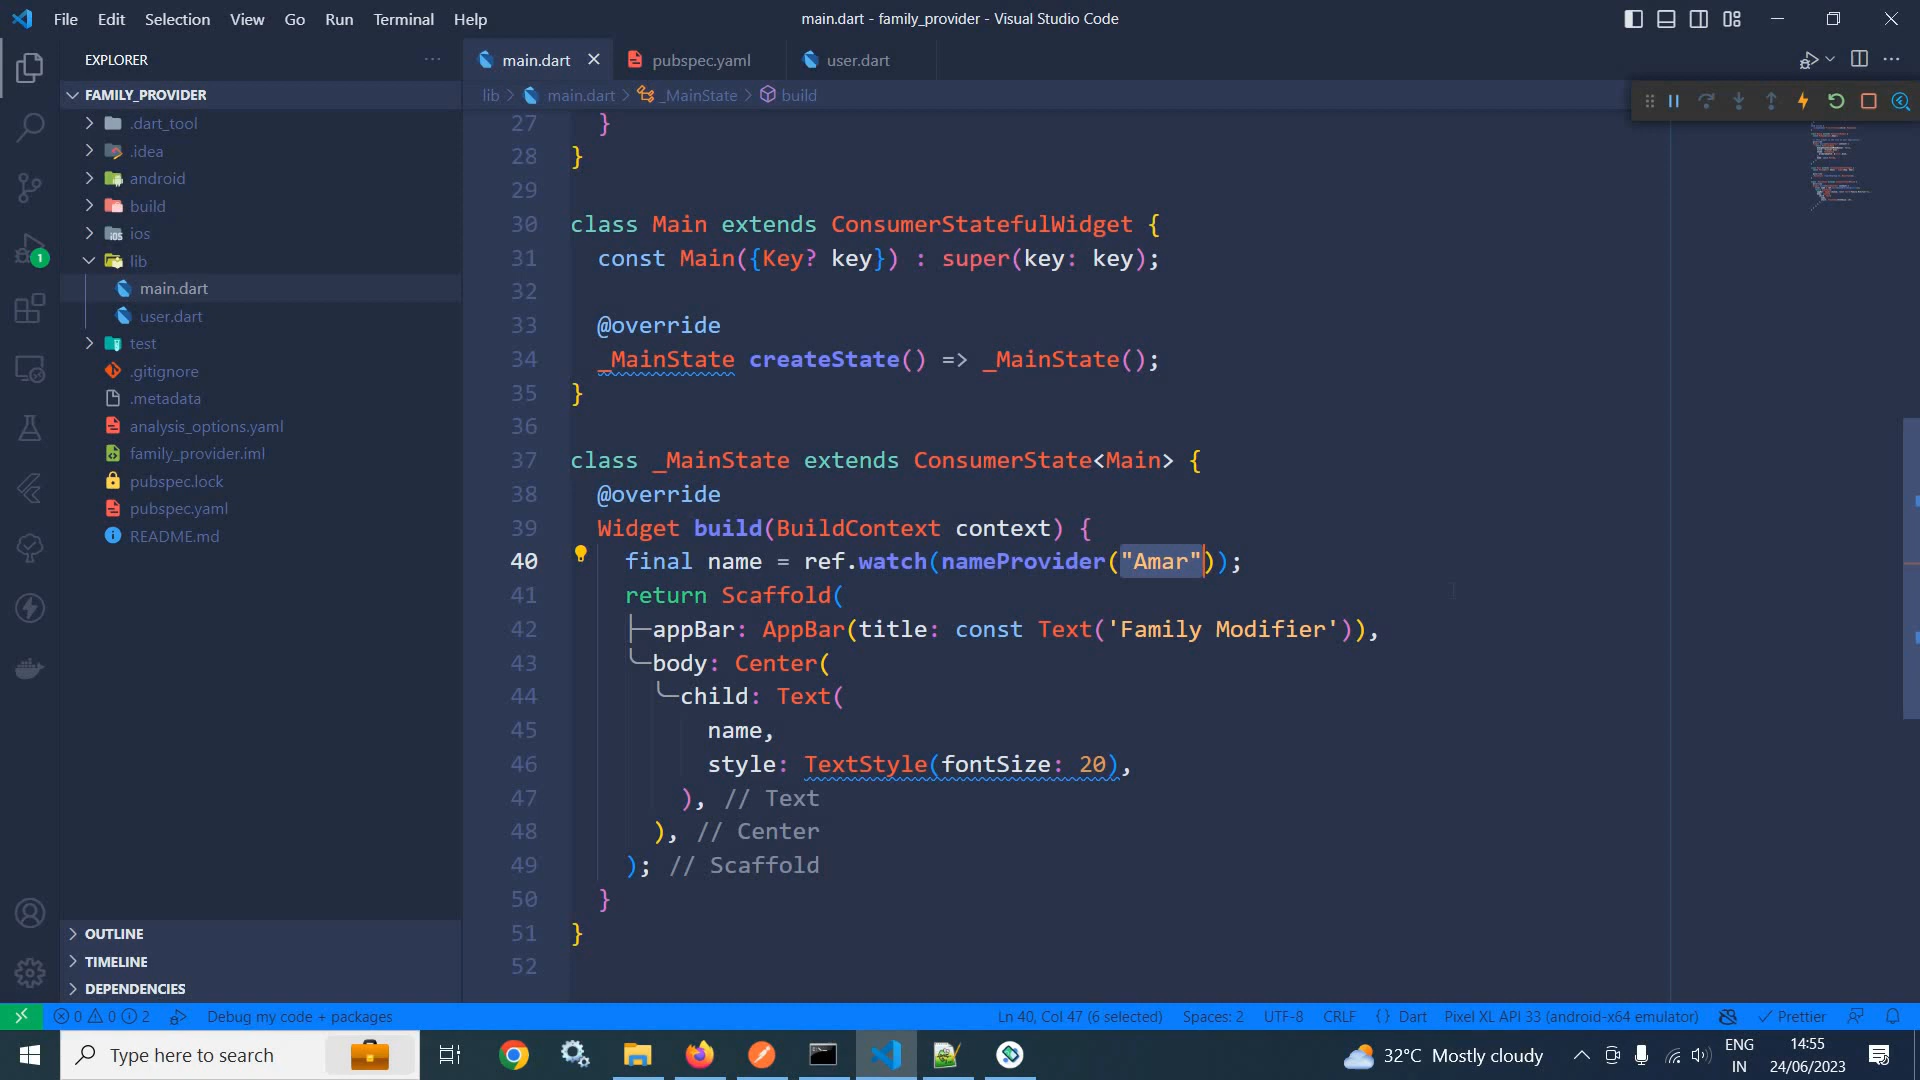 File Edit Selection View Go Run Terminal Help
main.dart - family_provider - Visual Studio Code
EXPLORER
FAMILY_PROVIDER
.dart_tool
.idea
android
build
ios
lib
main.dart
user.dart
test
.gitignore
.metadata
analysis_options.yaml
family_provider.iml
pubspec.lock
pubspec.yaml
README.md
OUTLINE
TIMELINE
DEPENDENCIES
main.dart pubspec.yaml user.dart
lib > main.dart > _MainState > build
27 }
28 }
29
30 class Main extends ConsumerStatefulWidget {
31 const Main({Key? key}) : super(key: key);
32
33 @override
34 _MainState createState() => _MainState();
35 }
36
37 class _MainState extends ConsumerState<Main> {
38 @override
39 Widget build(BuildContext context) {
40 final name = ref.watch(nameProvider("Amar"));
41 return Scaffold(
42 appBar: AppBar(title: const Text('Family Modifier')),
43 body: Center(
44 child: Text(
45 name,
46 style: TextStyle(fontSize: 20),
47 ), // Text
48 ), // Center
49 ); // Scaffold
50 }
51 }
52
1
0 0 2 Debug my code + packages
Ln 40, Col 47 (6 selected) Spaces: 2 UTF-8 CRLF {} Dart Pixel XL API 33 (android-x64 emulator) Prettier
Type here to search
32°C Mostly cloudy
ENG
IN
14:55
24/06/2023